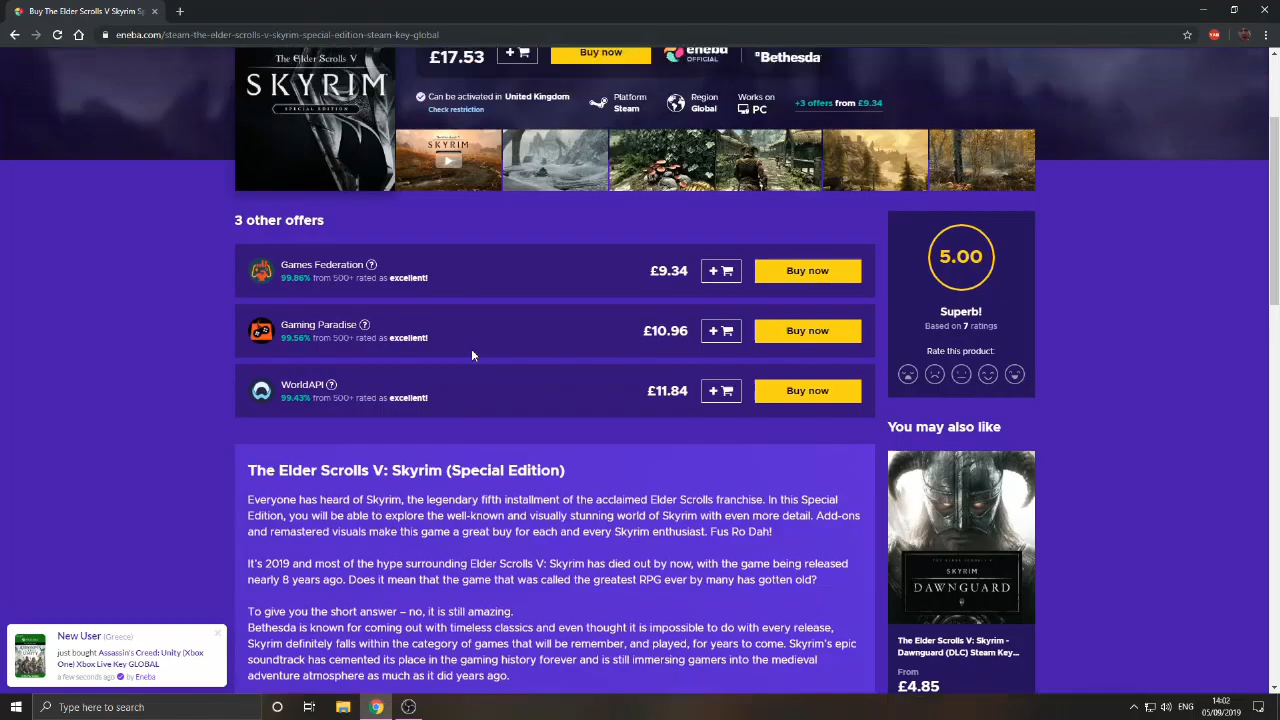 Buy The Elder Scrolls V: Skyrim
eneba.com/steam-the-elder-scrolls-v-skyrim-special-edition-steam-key-global
The Elder Scrolls V
SKYRIM
SPECIAL EDITION
£17.53
Buy now
eneba
OFFICIAL
Bethesda
Can be activated in United Kingdom
Check restriction
Platform
Steam
Region
Global
Works on
PC
+3 offers from £9.34
SKYRIM
3 other offers
Games Federation
99.86% from 500+ rated as excellent!
£9.34
Buy now
Gaming Paradise
99.56% from 500+ rated as excellent!
£10.96
Buy now
WorldAPI
99.43% from 500+ rated as excellent!
£11.84
Buy now
5.00
Superb!
Based on 7 ratings
Rate this product:
You may also like
SKYRIM
DAWNGUARD
The Elder Scrolls V: Skyrim -
Dawnguard (DLC) Steam Key...
From
£4.85
The Elder Scrolls V: Skyrim (Special Edition)
Everyone has heard of Skyrim, the legendary fifth installment of the acclaimed Elder Scrolls franchise. In this Special
Edition, you will be able to explore the well-known and visually stunning world of Skyrim with even more detail. Add-ons
and remastered visuals make this game a great buy for each and every Skyrim enthusiast. Fus Ro Dah!
It's 2019 and most of the hype surrounding Elder Scrolls V: Skyrim has died out by now, with the game being released
nearly 8 years ago. Does it mean that the game that was called the greatest RPG ever by many has gotten old?
To give you the short answer – no, it is still amazing.
Bethesda is known for coming out with timeless classics and even thought it is impossible to do with every release,
Skyrim definitely falls within the category of games that will be remember, and played, for years to come. Skyrim's epic
soundtrack has cemented its place in the gaming history forever and is still immersing gamers into the medieval
adventure atmosphere as much as it did years ago.
New User (Greece)
just bought Assassin's Creed: Unity (Xbox
One) Xbox Live Key GLOBAL
a few seconds ago by Eneba
Type here to search
ENG
14:02
05/09/2019